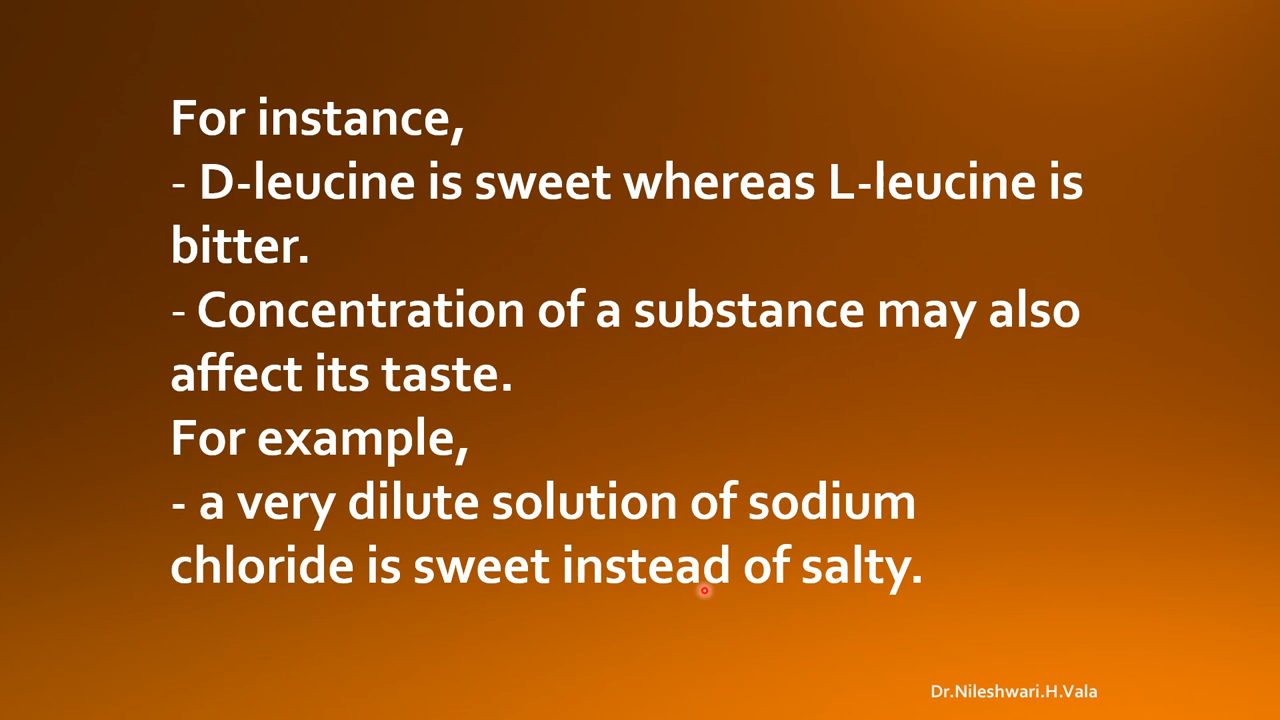 For instance,
- D-leucine is sweet whereas L-leucine is
bitter.
- Concentration of a substance may also
affect its taste.
For example,
- a very dilute solution of sodium
chloride is sweet instead of salty.
Dr.Nileshwari.H.Vala